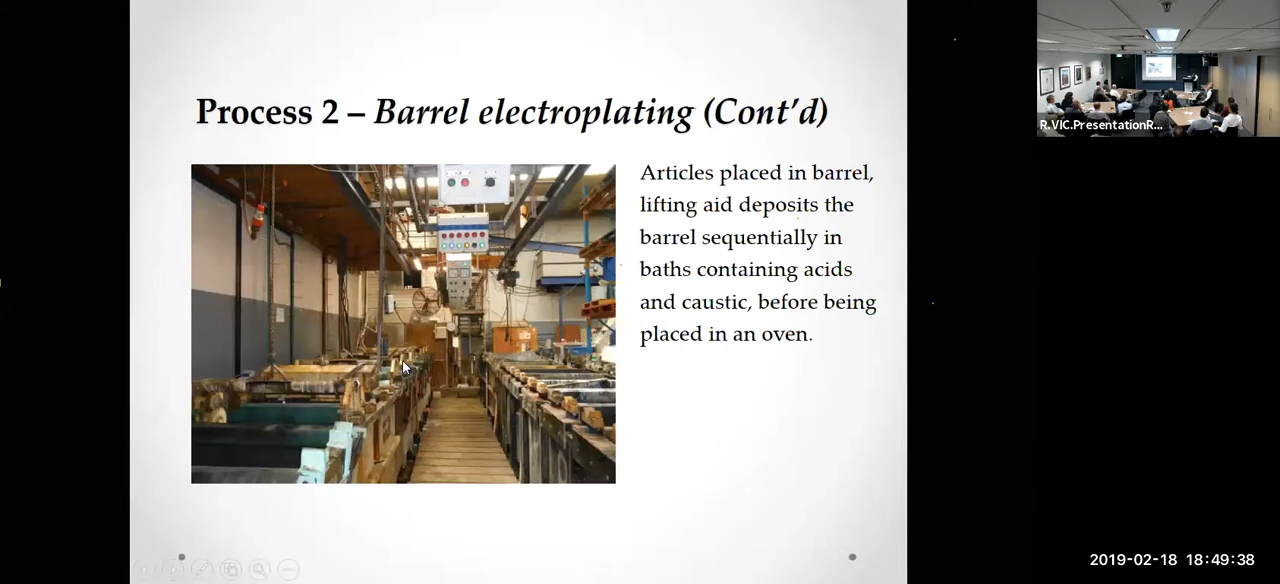 Process 2 – Barrel electroplating (Cont’d)
Articles placed in barrel,
lifting aid deposits the
barrel sequentially in
baths containing acids
and caustic, before being
placed in an oven.
R.VIC.PresentationR...
2019-02-18 18:49:38